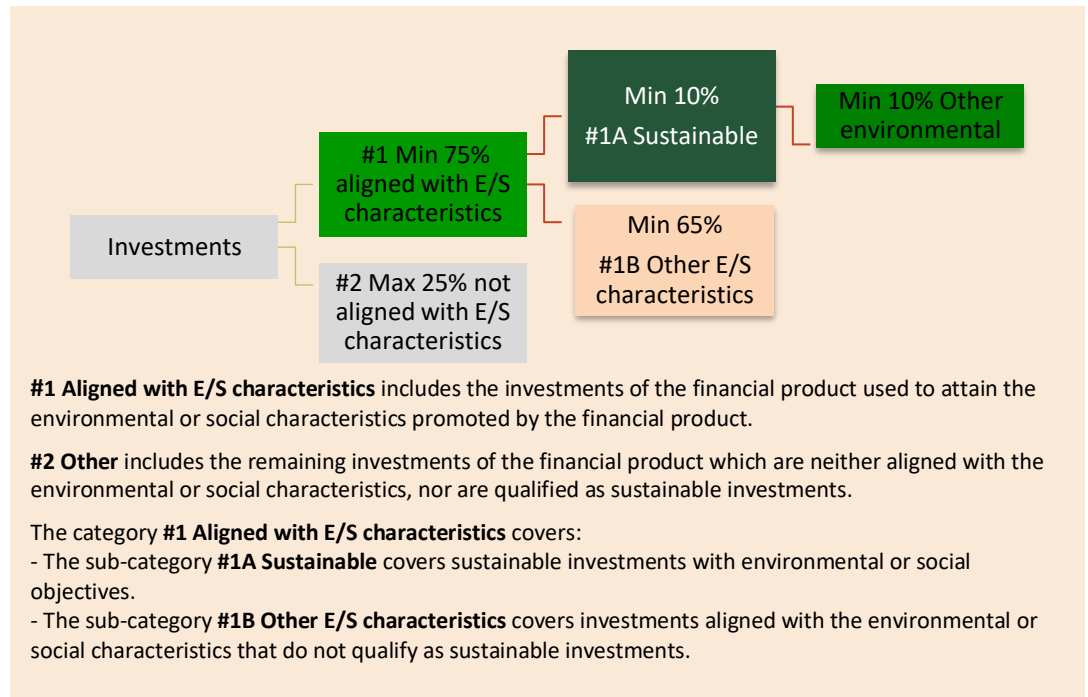 Min 10%
#1A Sustainable
Min 10% Other
environmental
#1 Min 75%
aligned with E/S
characteristics
Min 65%
#1B Other E/S
characteristics
Investments
#2 Max 25% not
aligned with E/S
characteristics
#1 Aligned with E/S characteristics includes the investments of the financial product used to attain the
environmental or social characteristics promoted by the financial product.
#2 Other includes the remaining investments of the financial product which are neither aligned with the
environmental or social characteristics, nor are qualified as sustainable investments.
The category #1 Aligned with E/S characteristics covers:
- The sub-category #1A Sustainable covers sustainable investments with environmental or social
objectives.
- The sub-category #1B Other E/S characteristics covers investments aligned with the environmental or
social characteristics that do not qualify as sustainable investments.